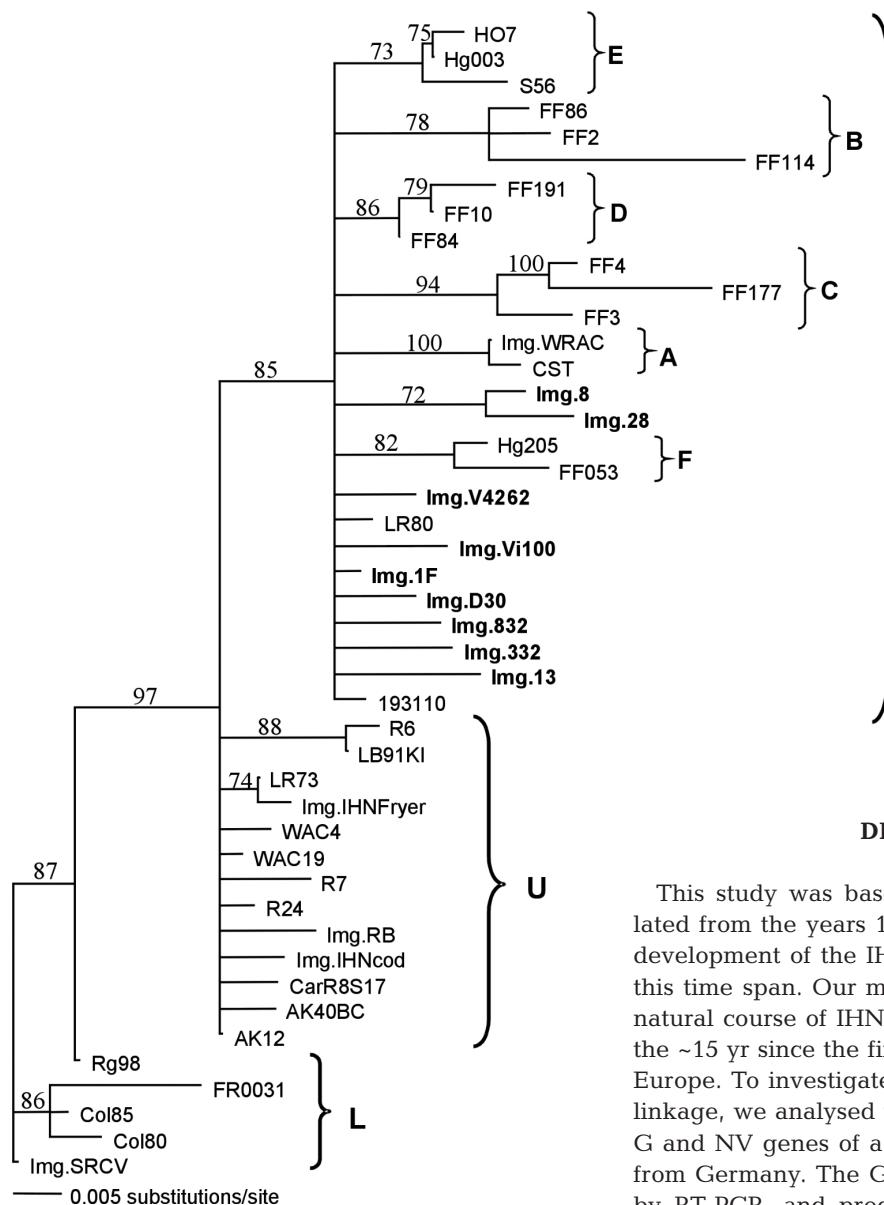 75
HO7
73
Hg003
E
S56
FF86
78
FF2
B
FF114
79
FF191
86
FF10
D
FF84
100
FF4
94
FF177
C
FF3
100
Img.WRAC
A
CST
85
Img.8
72
Img.28
82
Hg205
F
FF053
Img.V4262
LR80
Img.Vi100
Img.1F
Img.D30
Img.832
Img.332
Img.13
97
193110
88
R6
LB91KI
74
LR73
Img.IHNFryer
WAC4
WAC19
87
R7
U
R24
Img.RB
Img.IHNcod
CarR8S17
AK40BC
AK12
Rg98
86
FR0031
Col85
L
Col80
Img.SRCV
0.005 substitutions/site
DI
This study was bas
lated from the years 1
development of the IH
this time span. Our m
natural course of IHN
the ~15 yr since the fi
Europe. To investigate
linkage, we analysed
G and NV genes of a
from Germany. The G
by RT-PCR, and prod